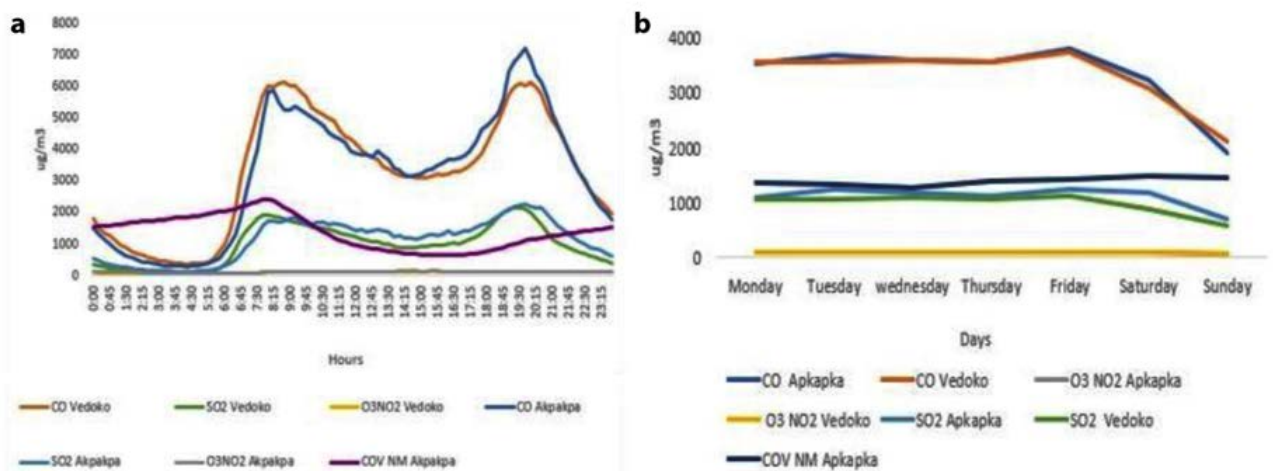 a
8000
7000
6000
5000
4000
3000
2000
1000
0
ug/m3
0:00 0:45 1:30 2:15 3:00 3:45 4:30 5:15 6:00 6:45 7:30 8:15 9:00 9:45 10:30 11:15 12:00 12:45 13:30 14:15 15:00 15:45 16:30 17:15 18:00 18:45 19:30 20:15 21:00 21:45 22:30 23:15
Hours
CO Vedoko SO2 Vedoko O3NO2 Vedoko CO Akpakpa
SO2 Akpakpa O3NO2 Akpakpa COV NM Akpakpa
b
4000
3000
2000
1000
0
ug/m3
Monday Tuesday wednesday Thursday Friday Saturday Sunday
Days
CO Apkapka CO Vedoko O3 NO2 Apkapka
O3 NO2 Vedoko SO2 Apkapka SO2 Vedoko
COV NM Apkapka